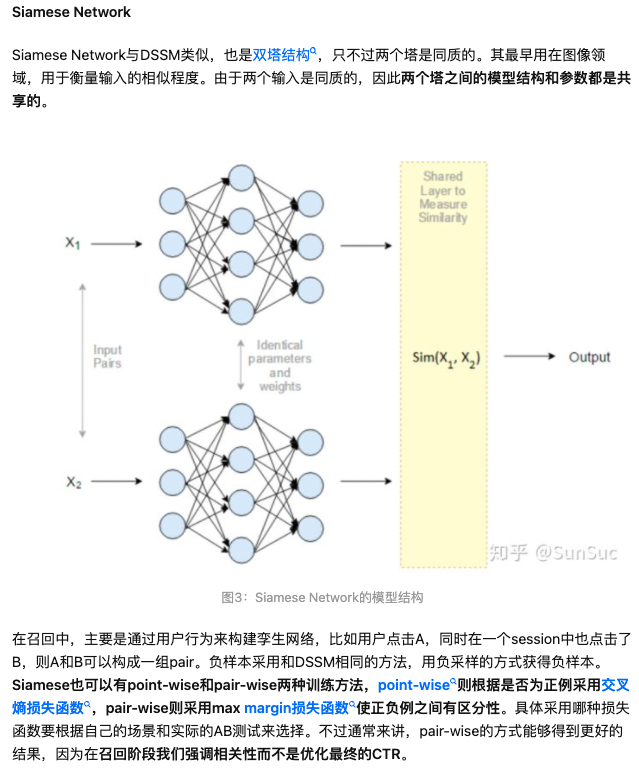 Siamese Network
Siamese Network与DSSM类似，也是双塔结构，只不过两个塔是同质的。其最早用在图像领
域，用于衡量输入的相似程度。由于两个输入是同质的，因此两个塔之间的模型结构和参数都是共
享的。
Shared
Layer to
Measure
Similarity
X1
Input
Pairs
Identical
parameters
and
weights
Sim(X1, X2)
Output
X2
知乎 @SunSuc
图3：Siamese Network的模型结构
在召回中，主要是通过用户行为来构建孪生网络，比如用户点击A，同时在一个session中也点击了
B，则A和B可以构成一组pair。负样本采用和DSSM相同的方法，用负采样的方式获得负样本。
Siamese也可以有point-wise和pair-wise两种训练方法，point-wise则根据是否为正例采用交叉
熵损失函数，pair-wise则采用max margin损失函数使正负例之间有区分性。具体采用哪种损失
函数要根据自己的场景和实际的AB测试来选择。不过通常来讲，pair-wise的方式能够得到更好的
结果，因为在召回阶段我们强调相关性而不是优化最终的CTR。